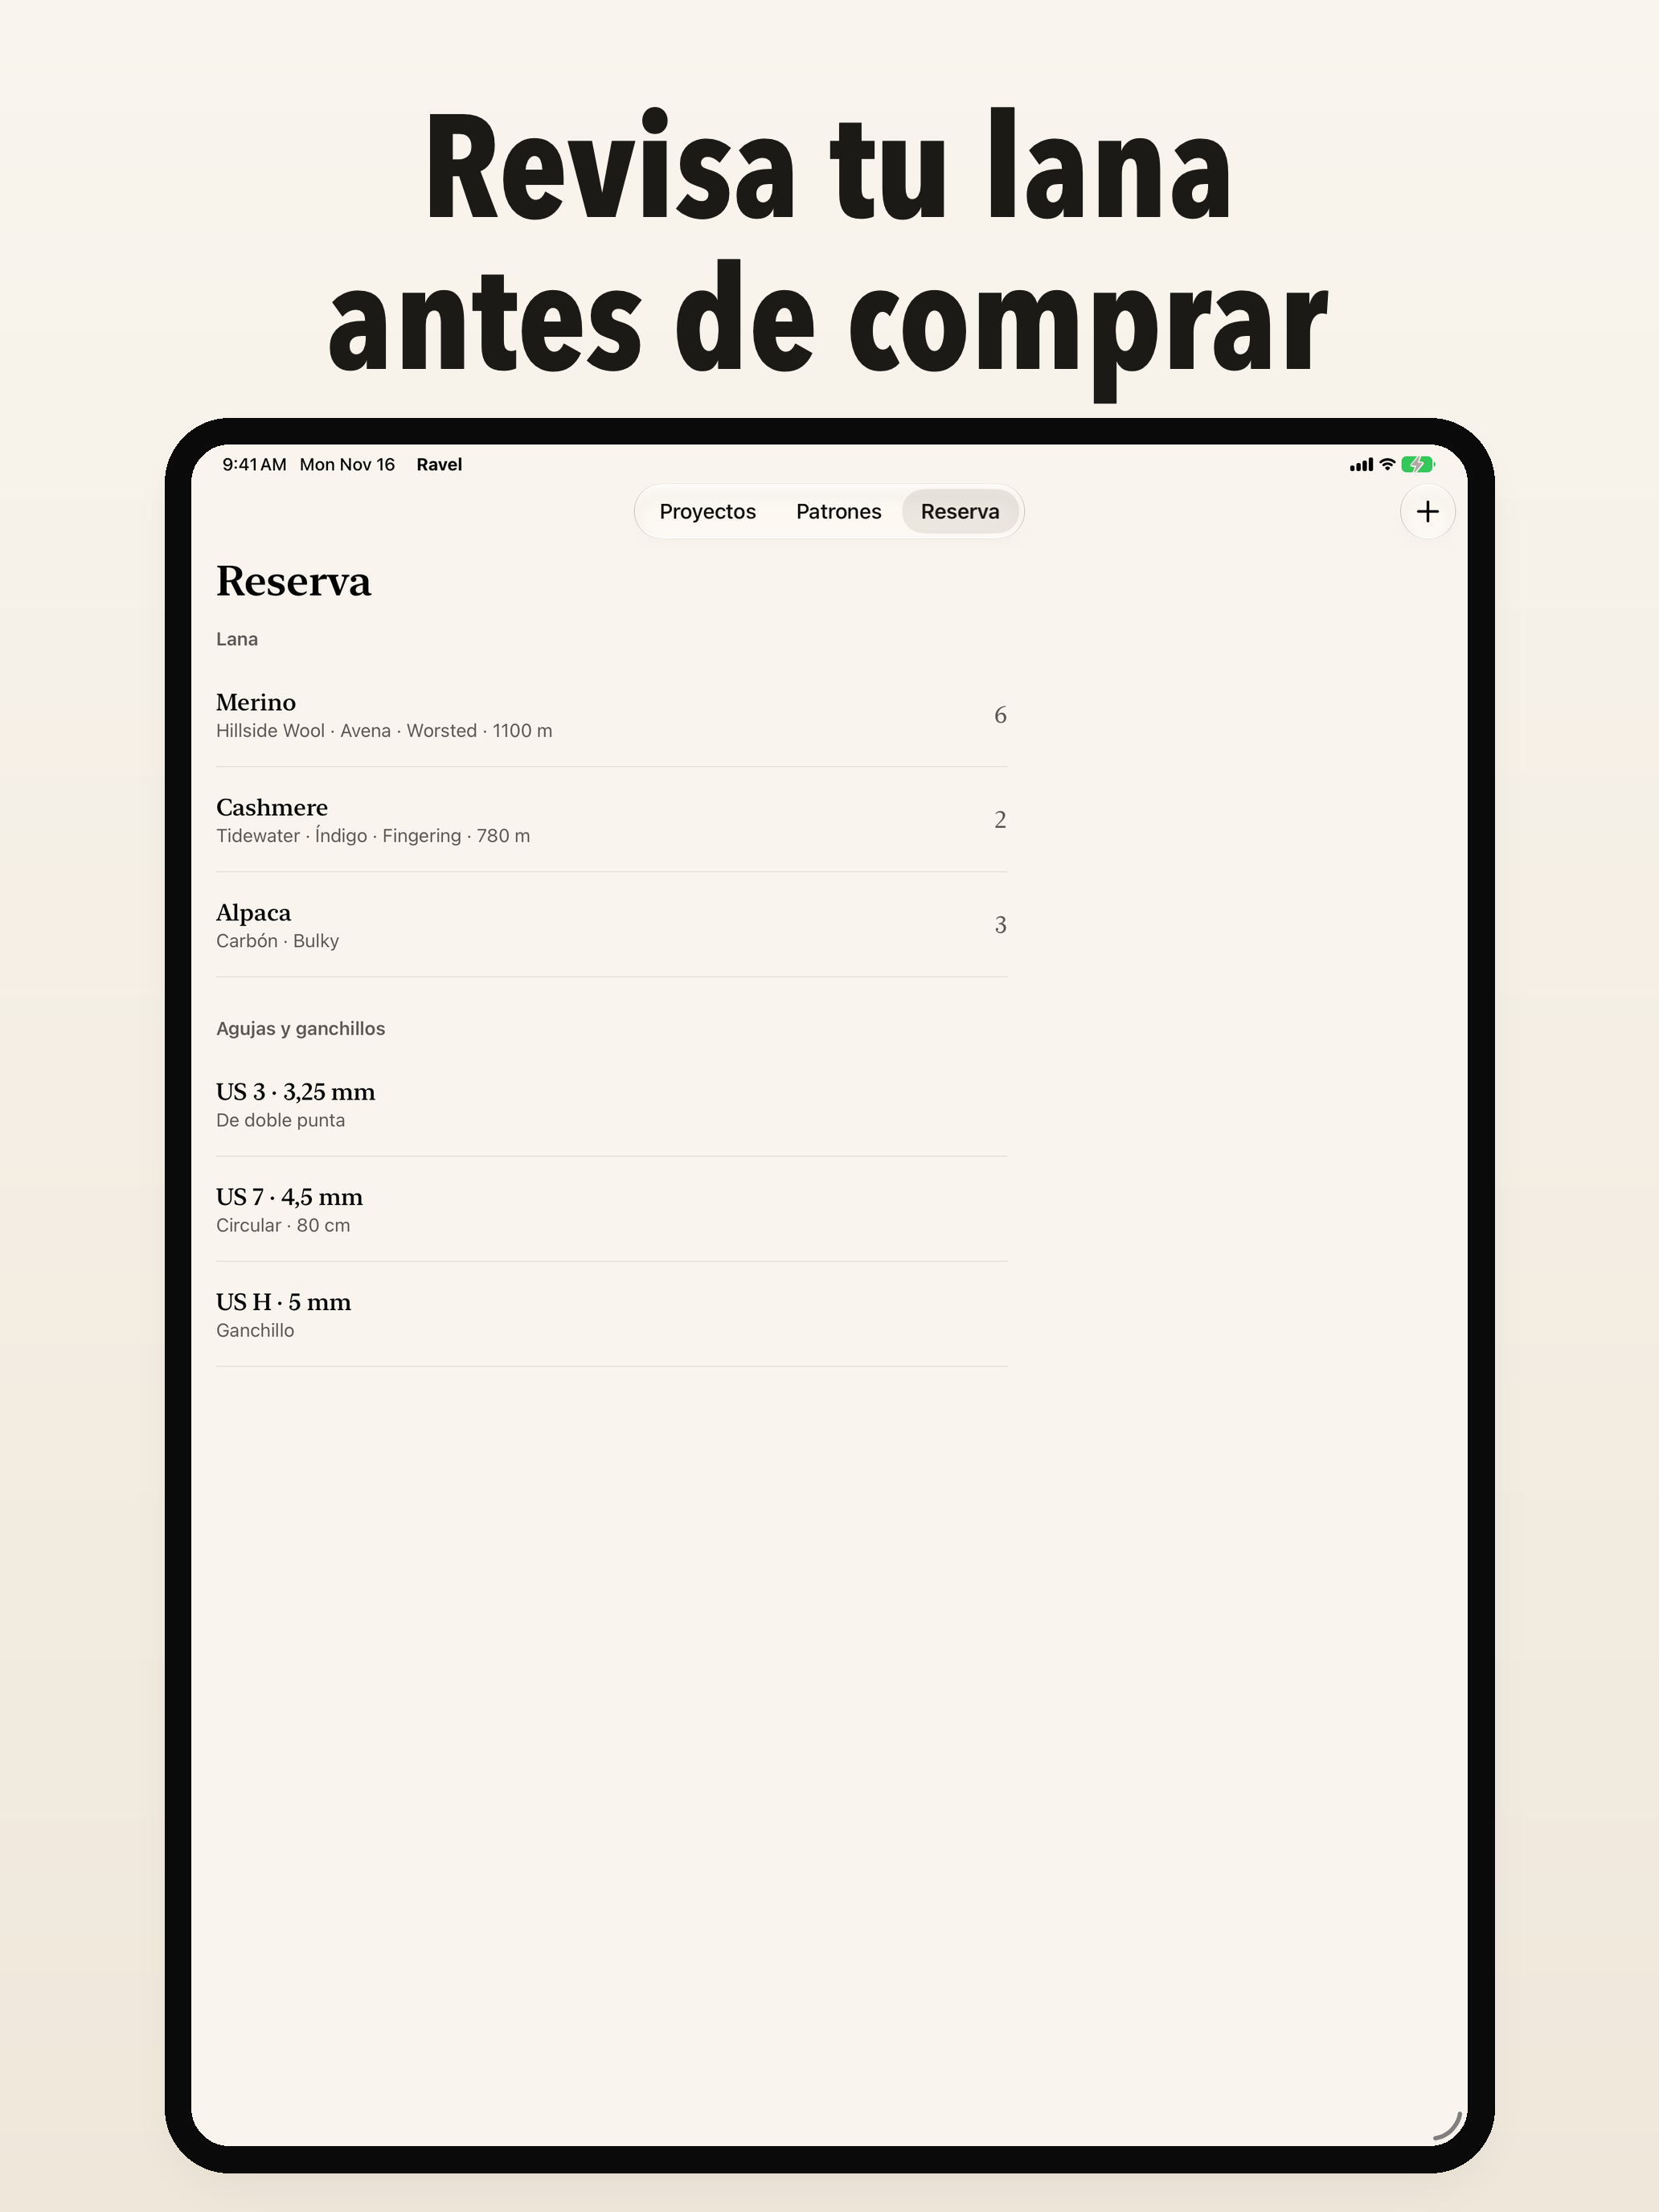 Revisa tu lana
antes de comprar
9:41 AM Mon Nov 16 Ravel
Proyectos Patrones Reserva
Reserva
Lana
Merino
6
Hillside Wool · Avena · Worsted · 1100 m
Cashmere
2
Tidewater · Índigo · Fingering · 780 m
Alpaca
3
Carbón · Bulky
Agujas y ganchillos
US 3 · 3,25 mm
De doble punta
US 7 · 4,5 mm
Circular · 80 cm
US H · 5 mm
Ganchillo